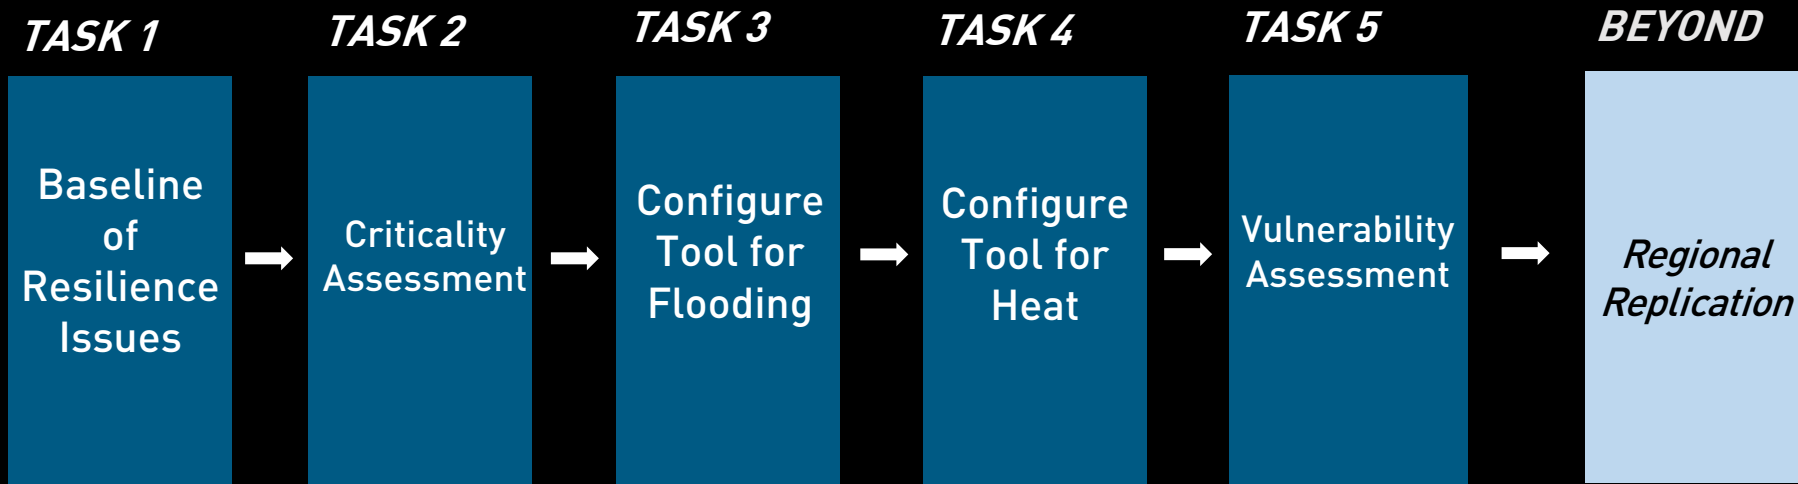 TASK 1
Baseline
of
Resilience
Issues
TASK 2
Criticality
Assessment
TASK 3
Configure
Tool for
Flooding
TASK 4
Configure
Tool for
Heat
TASK 5
Vulnerability
Assessment
BEYOND
Regional
Replication